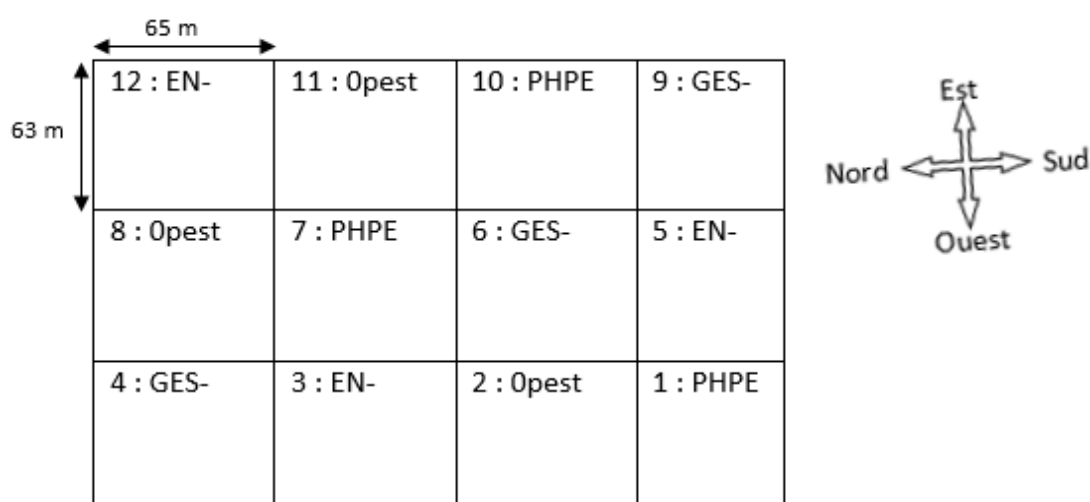 65 m
63 m
12 : EN-
11 : 0pest
10 : PHPE
9 : GES-
8 : 0pest
7 : PHPE
6 : GES-
5 : EN-
4 : GES-
3 : EN-
2 : 0pest
1 : PHPE
Est
Nord
Sud
Ouest